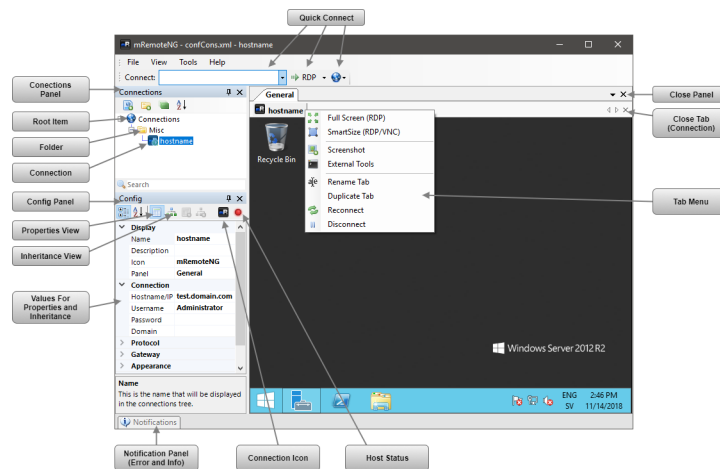 Quick Connect
mRemoteNG - confCons.xml - hostname
File View Tools Help
Connect: RDP
Conections
Panel
Root Item
Folder
Connection
Config Panel
Properties View
Inheritance View
Values For
Properties and
Inheritance
Connections
Connections
Misc
hostname
Search
Config
Display
Name hostname
Description
Icon mRemoteNG
Panel General
Connection
Hostname/IP test.domain.com
Username Administrator
Password
Domain
Protocol
Gateway
Appearance
Name
This is the name that will be displayed
in the connections tree.
Notifications
General
hostname
Recycle Bin
Full Screen (RDP)
SmartSize (RDP/VNC)
Screenshot
External Tools
Rename Tab
Duplicate Tab
Reconnect
Disconnect
Windows Server 2012 R2
ENG 2:46 PM
SV 11/14/2018
Close Panel
Close Tab
(Connection)
Tab Menu
Notification Panel
(Error and Info)
Connection Icon
Host Status